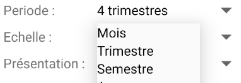 Periode : 4 trimestres
Echelle : Mois
Trimestre
Présentation : Semestre